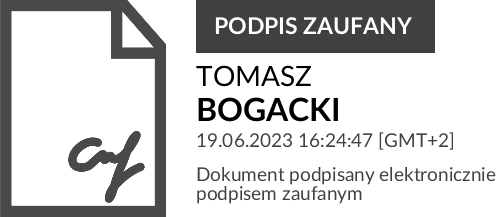 PODPIS ZAUFANY
TOMASZ
BOGACKI
19.06.2023 16:24:47 [GMT+2]
Dokument podpisany elektronicznie
podpisem zaufanym